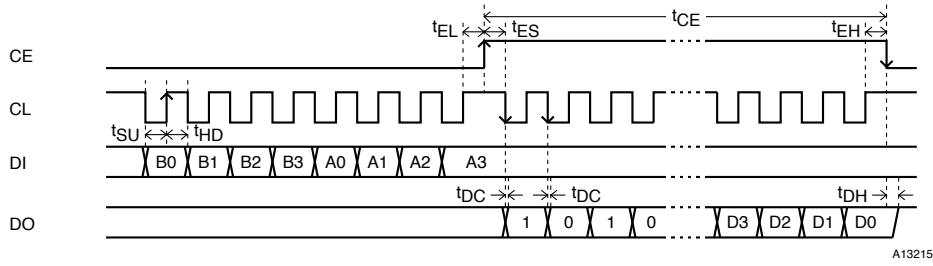 tCE
tEL tES tEH
CE
CL
tSU tHD
DI B0 B1 B2 B3 A0 A1 A2 A3
tDC tDC tDH
DO 1 0 1 0 D3 D2 D1 D0
A13215